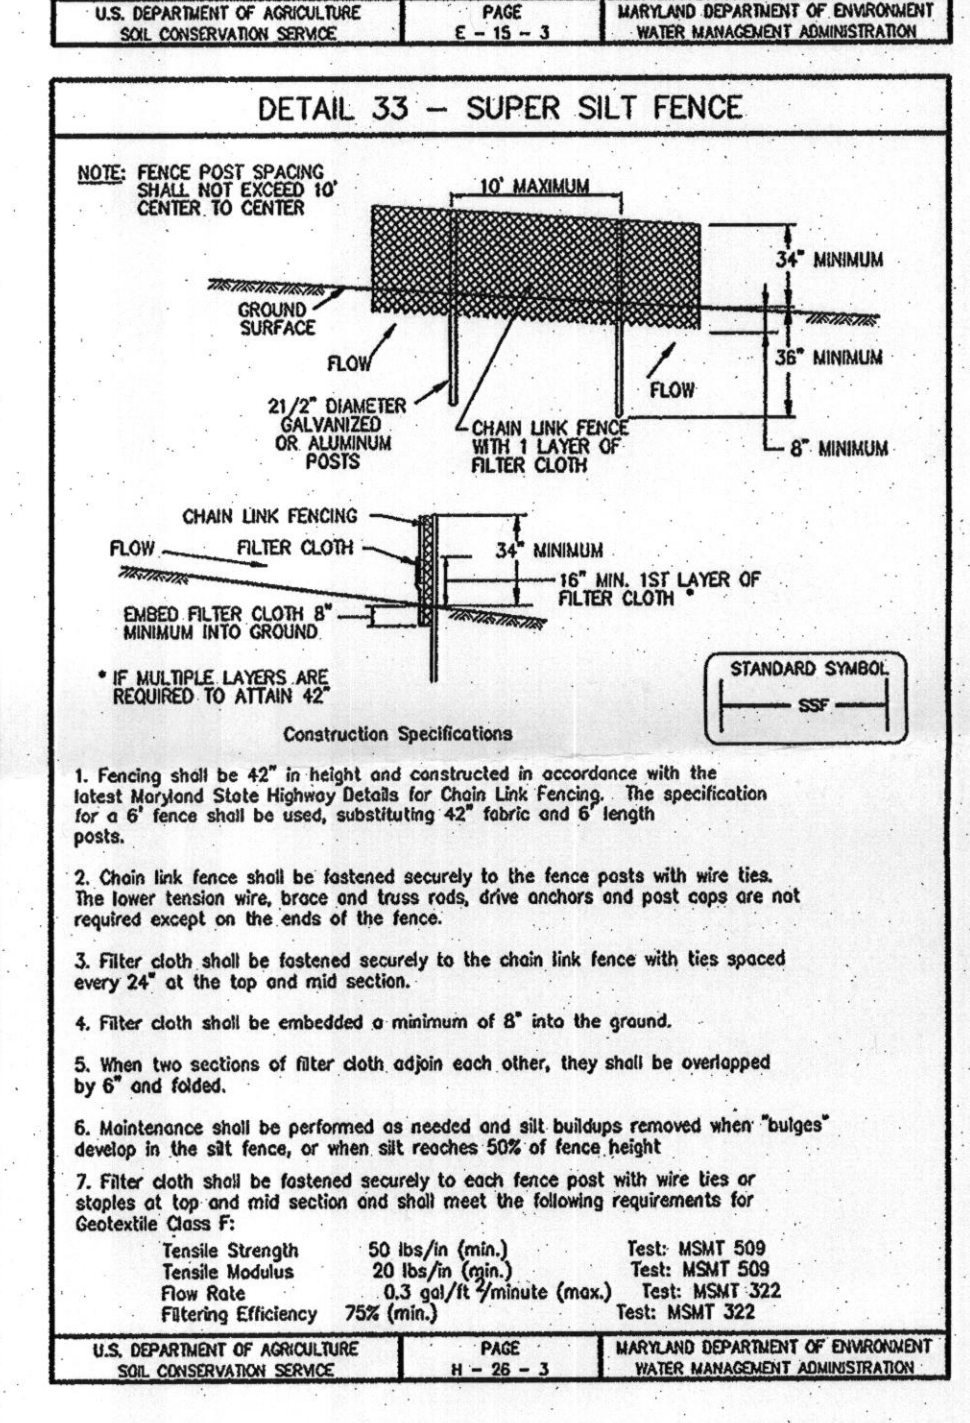 U.S. DEPARTMENT OF AGRICULTURE
SOIL CONSERVATION SERVICE
PAGE
E - 15 - 3
MARYLAND DEPARTMENT OF ENVIRONMENT
WATER MANAGEMENT ADMINISTRATION
DETAIL 33 - SUPER SILT FENCE
NOTE: FENCE POST SPACING
SHALL NOT EXCEED 10'
CENTER TO CENTER
10' MAXIMUM
34" MINIMUM
GROUND
SURFACE
FLOW
36" MINIMUM
FLOW
21/2" DIAMETER
GALVANIZED
OR ALUMINUM
POSTS
CHAIN LINK FENCE
WITH 1 LAYER OF
FILTER CLOTH
8" MINIMUM
CHAIN LINK FENCING
FLOW
FILTER CLOTH
34" MINIMUM
16" MIN. 1ST LAYER OF
FILTER CLOTH *
EMBED FILTER CLOTH 8"
MINIMUM INTO GROUND
* IF MULTIPLE LAYERS ARE
REQUIRED TO ATTAIN 42"
STANDARD SYMBOL
SSF
Construction Specifications
1. Fencing shall be 42" in height and constructed in accordance with the
latest Maryland State Highway Details for Chain Link Fencing. The specification
for a 6' fence shall be used, substituting 42" fabric and 6' length
posts.
2. Chain link fence shall be fastened securely to the fence posts with wire ties.
The lower tension wire, brace and truss rods, drive anchors and post caps are not
required except on the ends of the fence.
3. Filter cloth shall be fastened securely to the chain link fence with ties spaced
every 24" at the top and mid section.
4. Filter cloth shall be embedded a minimum of 8" into the ground.
5. When two sections of filter cloth adjoin each other, they shall be overlapped
by 6" and folded.
6. Maintenance shall be performed as needed and silt buildups removed when "bulges"
develop in the silt fence, or when silt reaches 50% of fence height
7. Filter cloth shall be fastened securely to each fence post with wire ties or
staples at top and mid section and shall meet the following requirements for
Geotextile Class F:
Tensile Strength 50 lbs/in (min.) Test: MSMT 509
Tensile Modulus 20 lbs/in (min.) Test: MSMT 509
Flow Rate 0.3 gal/ft ²/minute (max.) Test: MSMT 322
Filtering Efficiency 75% (min.) Test: MSMT 322
U.S. DEPARTMENT OF AGRICULTURE
SOIL CONSERVATION SERVICE
PAGE
H - 26 - 3
MARYLAND DEPARTMENT OF ENVIRONMENT
WATER MANAGEMENT ADMINISTRATION